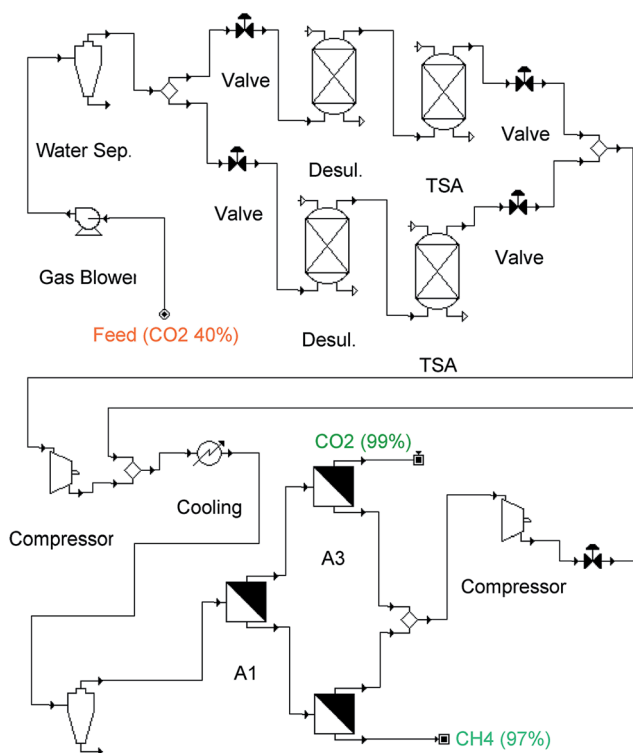 Valve
Water Sep.
Valve
Desul.
TSA
Valve
Gas Blower
Valve
Feed (CO2 40%)
Desul.
TSA
CO2 (99%)
Cooling
Compressor
A3
Compressor
A1
CH4 (97%)